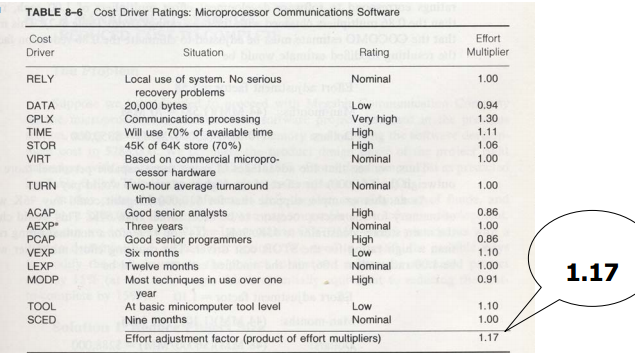 TABLE 8–6 Cost Driver Ratings: Microprocessor Communications Software
Cost Driver Situation Rating Effort Multiplier
RELY Local use of system. No serious recovery problems Nominal 1.00
DATA 20,000 bytes Low 0.94
CPLX Communications processing Very high 1.30
TIME Will use 70% of available time High 1.11
STOR 45K of 64K store (70%) High 1.06
VIRT Based on commercial microprocessor hardware Nominal 1.00
TURN Two-hour average turnaround time Nominal 1.00
ACAP Good senior analysts High 0.86
AEXP* Three years Nominal 1.00
PCAP Good senior programmers High 0.86
VEXP Six months Low 1.10
LEXP Twelve months Nominal 1.00
MODP Most techniques in use over one year High 0.91
TOOL At basic minicomputer tool level Low 1.10
SCED Nine months Nominal 1.00
Effort adjustment factor (product of effort multipliers) 1.17
1.17